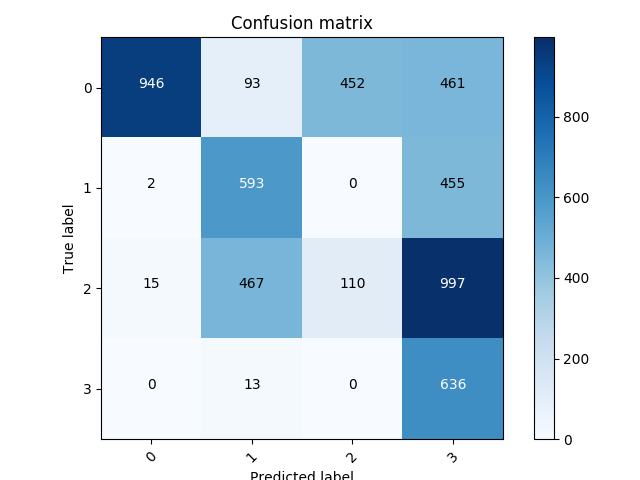 Confusion matrix
0 946 93 452 461
1 2 593 0 455
2 15 467 110 997
3 0 13 0 636
0 1 2 3
True label
Predicted label
800
600
400
200
0